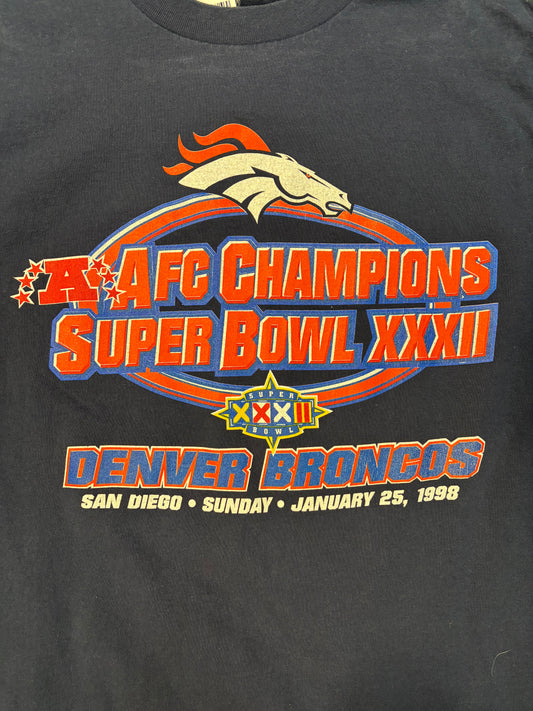 A AFC CHAMPIONS
SUPER BOWL XXXII
SUPER
XXXII
BOWL
DENVER BRONCOS
SAN DIEGO • SUNDAY • JANUARY 25, 1998